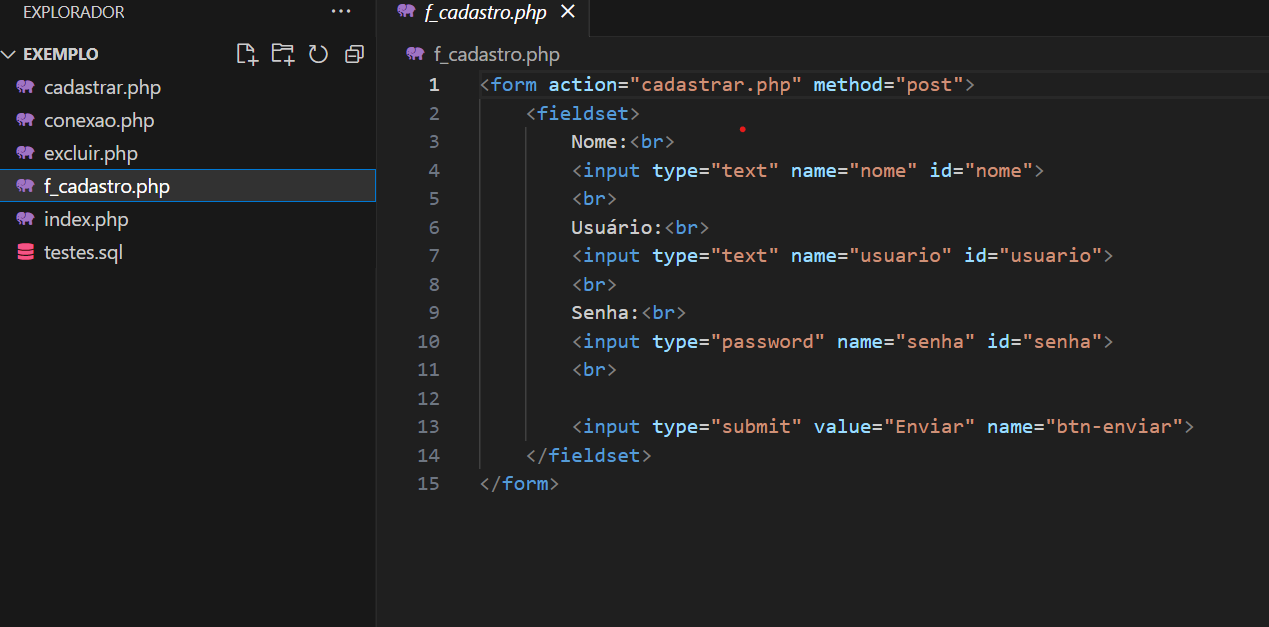 EXPLORADOR ···
EXEMPLO
cadastrar.php
conexao.php
excluir.php
f_cadastro.php
index.php
testes.sql
f_cadastro.php
f_cadastro.php
1 <form action="cadastrar.php" method="post">
2 <fieldset>
3 Nome:<br>
4 <input type="text" name="nome" id="nome">
5 <br>
6 Usuário:<br>
7 <input type="text" name="usuario" id="usuario">
8 <br>
9 Senha:<br>
10 <input type="password" name="senha" id="senha">
11 <br>
12
13 <input type="submit" value="Enviar" name="btn-enviar">
14 </fieldset>
15 </form>